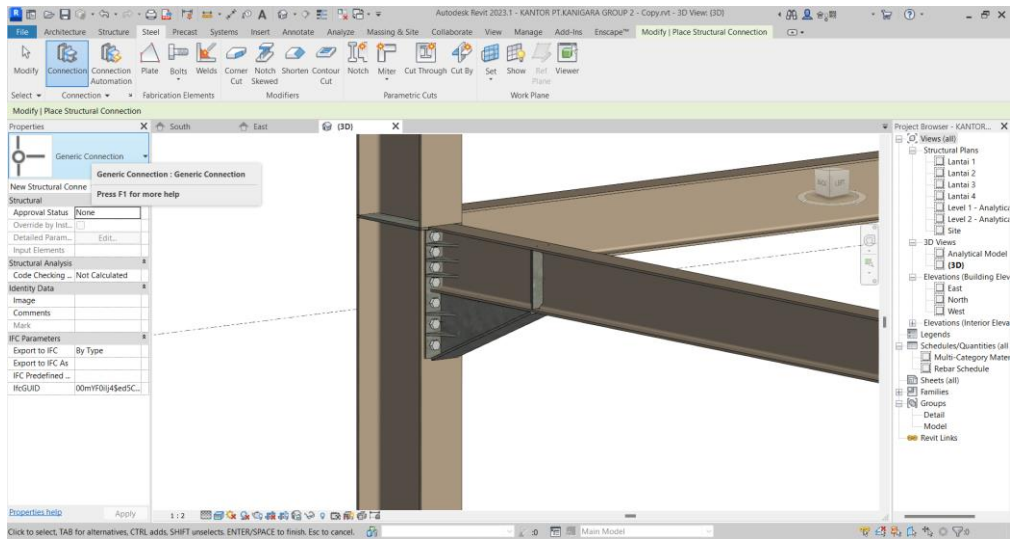 Autodesk Revit 2023.1 - KANTOR PT.KANIGARA GROUP 2 - Copy.rvt - 3D View: {3D}
File Architecture Structure Steel Precast Systems Insert Annotate Analyze Massing & Site Collaborate View Manage Add-Ins Enscape™ Modify | Place Structural Connection
Modify Connection Connection Automation Plate Bolts Welds Corner Cut Notch Skewed Shorten Contour Cut Notch Miter Cut Through Cut By Set Show Ref Plane Viewer
Select Connection Fabrication Elements Modifiers Parametric Cuts Work Plane
Modify | Place Structural Connection
Properties
South
East
{3D}
Project Browser - KANTOR...
Generic Connection
Generic Connection : Generic Connection
Press F1 for more help
New Structural Conne
Structural
Approval Status None
Override by Inst...
Detailed Param... Edit...
Input Elements
Structural Analysis
Code Checking ... Not Calculated
Identity Data
Image
Comments
Mark
IFC Parameters
Export to IFC By Type
Export to IFC As
IFC Predefined ...
IfcGUID 00mYF0ilj4$ed5C...
Properties help
Apply
BACK LEFT
Views (all)
Structural Plans
Lantai 1
Lantai 2
Lantai 3
Lantai 4
Level 1 - Analytica
Level 2 - Analytica
Site
3D Views
Analytical Model
{3D}
Elevations (Building Elev
East
North
West
Elevations (Interior Eleva
Legends
Schedules/Quantities (all
Multi-Category Mater
Rebar Schedule
Sheets (all)
Families
Groups
Detail
Model
Revit Links
1 : 2
Click to select, TAB for alternatives, CTRL adds, SHIFT unselects. ENTER/SPACE to finish. Esc to cancel.
:0
Main Model
:0